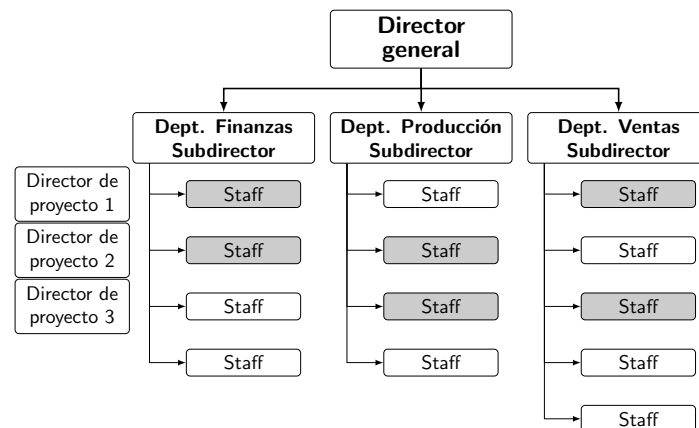 Director
general
Dept. Finanzas
Subdirector
Dept. Producción
Subdirector
Dept. Ventas
Subdirector
Director de
proyecto 1
Staff
Staff
Staff
Director de
proyecto 2
Staff
Staff
Staff
Director de
proyecto 3
Staff
Staff
Staff
Staff
Staff
Staff
Staff